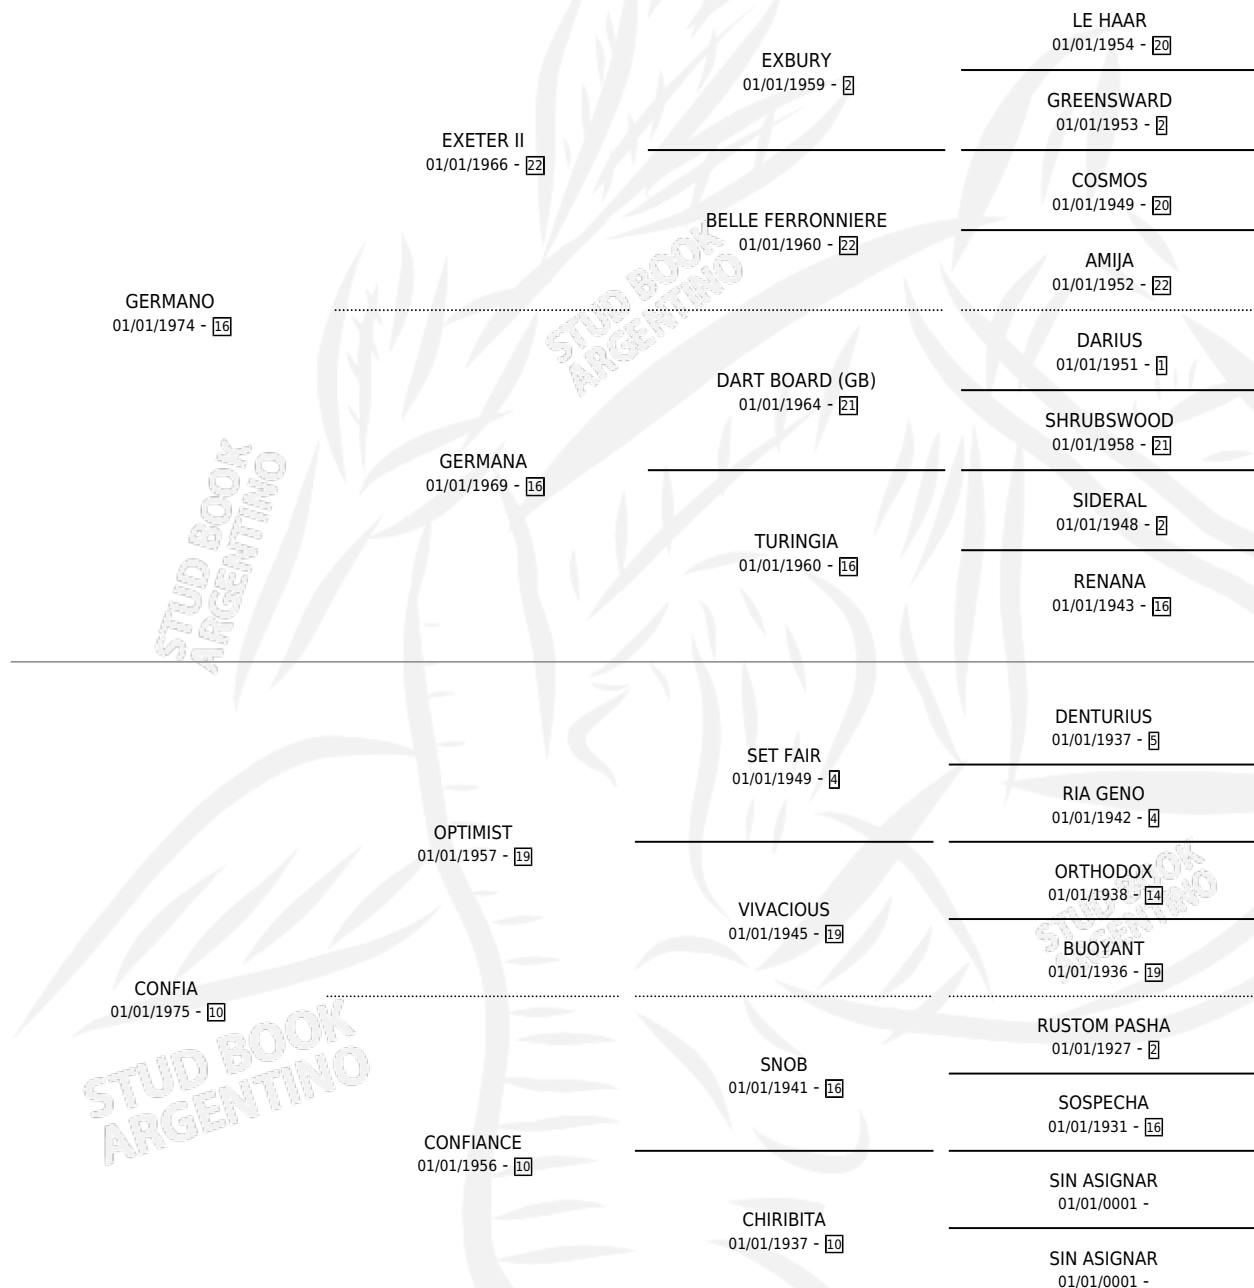 LE HAAR
01/01/1954 - 20
EXBURY
01/01/1959 - 2
GREENSWARD
01/01/1953 - 2
EXETER II
01/01/1966 - 22
COSMOS
01/01/1949 - 20
BELLE FERRONNIERE
01/01/1960 - 22
AMIJA
01/01/1952 - 22
GERMANO
01/01/1974 - 16
DARIUS
01/01/1951 - 1
DART BOARD (GB)
01/01/1964 - 21
SHRUBSWOOD
01/01/1958 - 21
GERMANA
01/01/1969 - 16
SIDERAL
01/01/1948 - 2
TURINGIA
01/01/1960 - 16
RENANA
01/01/1943 - 16
DENTURIUS
01/01/1937 - 5
SET FAIR
01/01/1949 - 4
RIA GENO
01/01/1942 - 4
OPTIMIST
01/01/1957 - 19
ORTHODOX
01/01/1938 - 14
VIVACIOUS
01/01/1945 - 19
BUOYANT
01/01/1936 - 19
CONFIA
01/01/1975 - 10
RUSTOM PASHA
01/01/1927 - 2
SNOB
01/01/1941 - 16
SOSPECHA
01/01/1931 - 16
CONFIANCE
01/01/1956 - 10
SIN ASIGNAR
01/01/0001 -
CHIRIBITA
01/01/1937 - 10
SIN ASIGNAR
01/01/0001 -
STUD BOOK
ARGENTINO
STUD BOOK
ARGENTINO
STUD BOOK
ARGENTINO
STUD BOOK
ARGENTINO